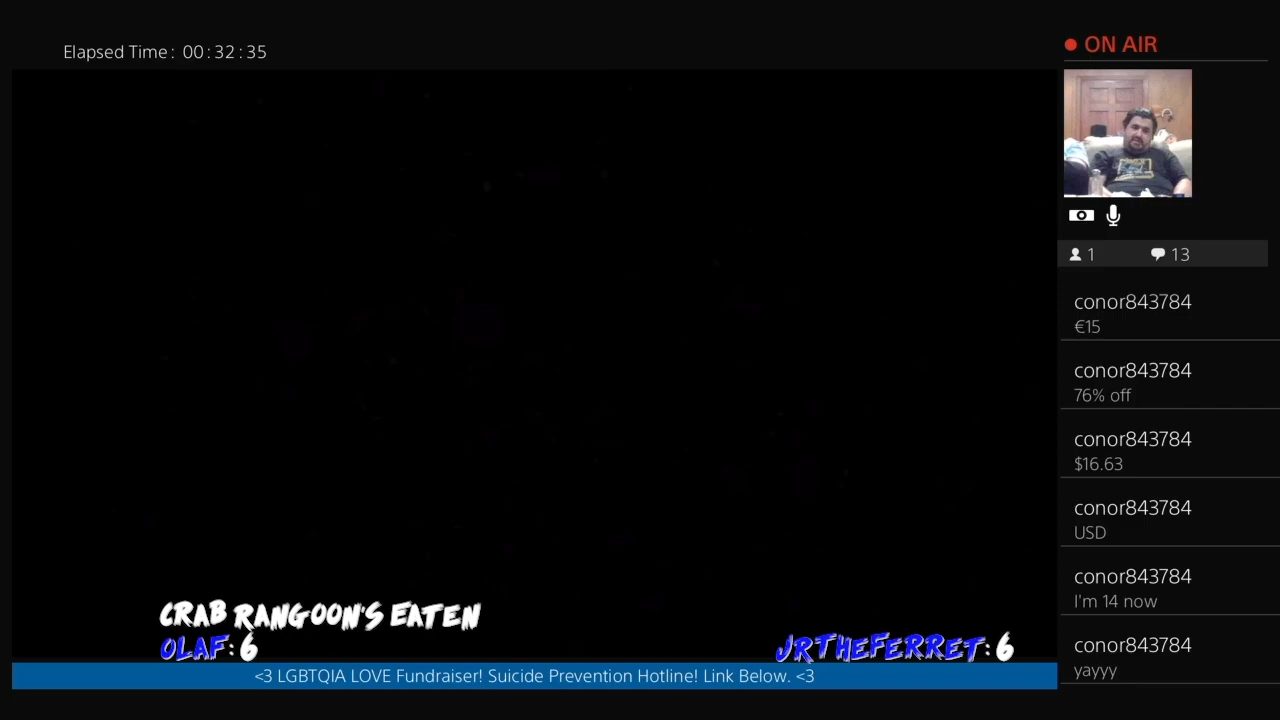 Elapsed Time: 00:32:35
ON AIR
1 13
conor843784
€15
conor843784
76% off
conor843784
$16.63
conor843784
USD
conor843784
I'm 14 now
conor843784
yayyy
CRAB RANGOON'S EATEN
OLAF: 6 JRTHEFERRET: 6
<3 LGBTQIA LOVE Fundraiser! Suicide Prevention Hotline! Link Below. <3